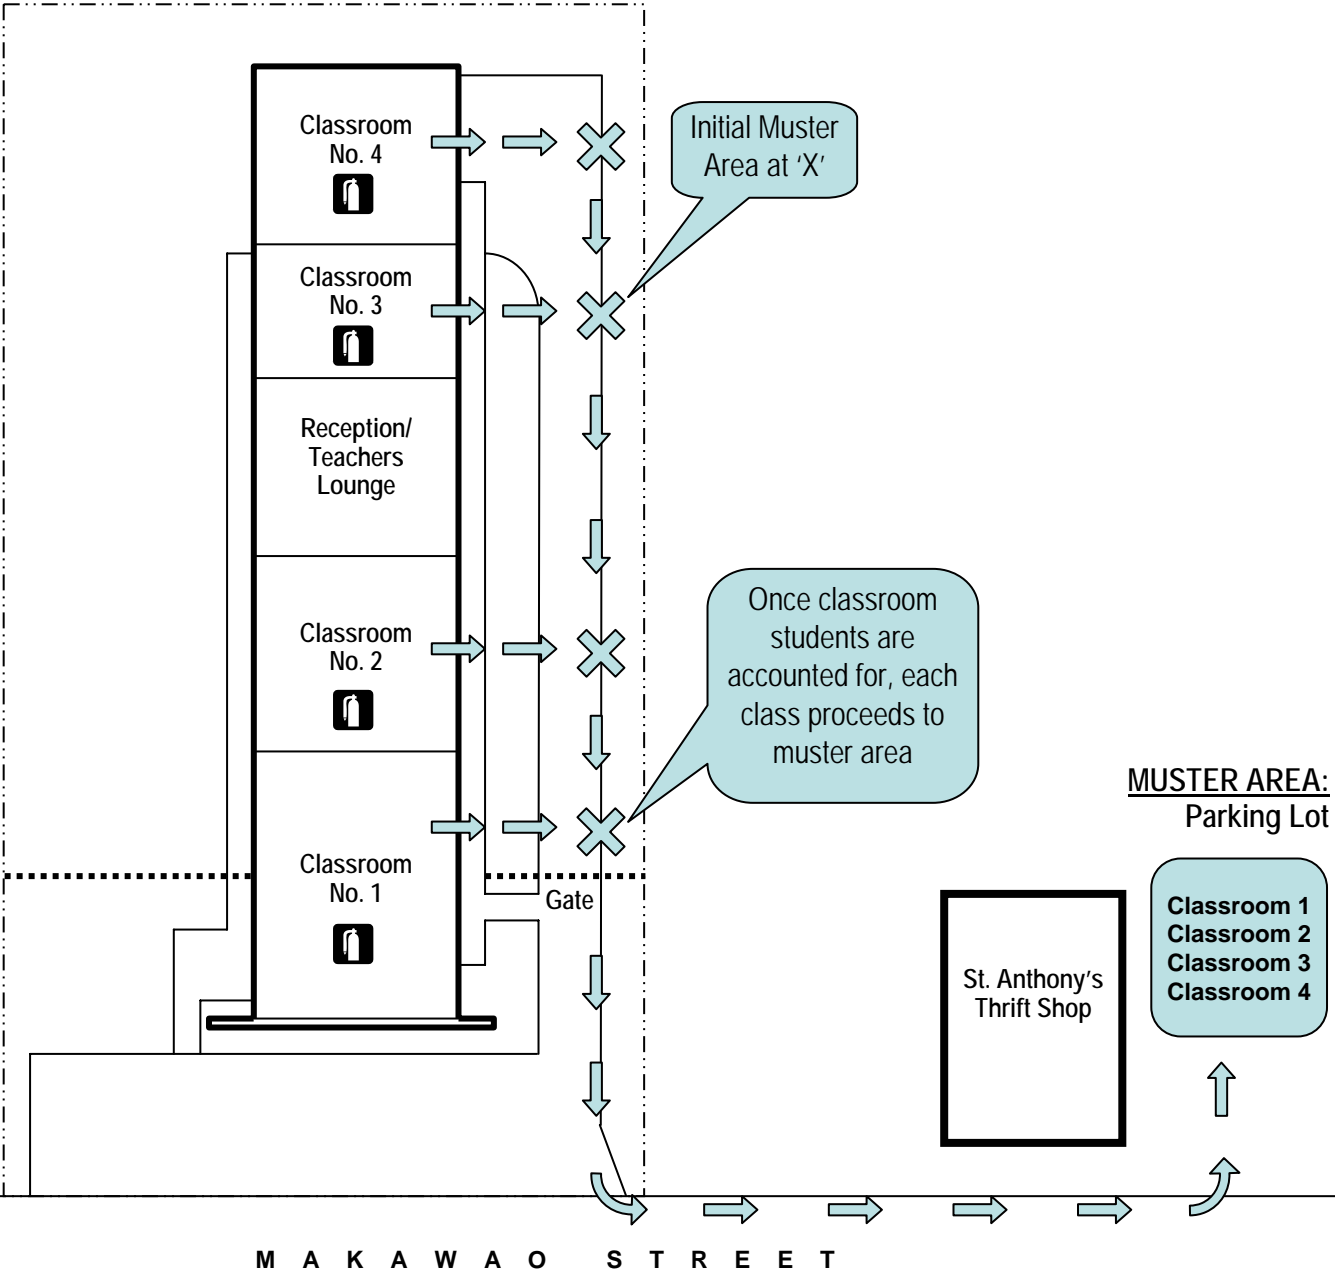 Classroom
No. 4
Initial Muster
Area at ‘X’
Classroom
No. 3
Reception/
Teachers
Lounge
Classroom
No. 2
Once classroom
students are
accounted for, each
class proceeds to
muster area
MUSTER AREA:
Parking Lot
Classroom
No. 1
Gate
Classroom 1
Classroom 2
Classroom 3
Classroom 4
St. Anthony’s
Thrift Shop
MAKAWAO STREET